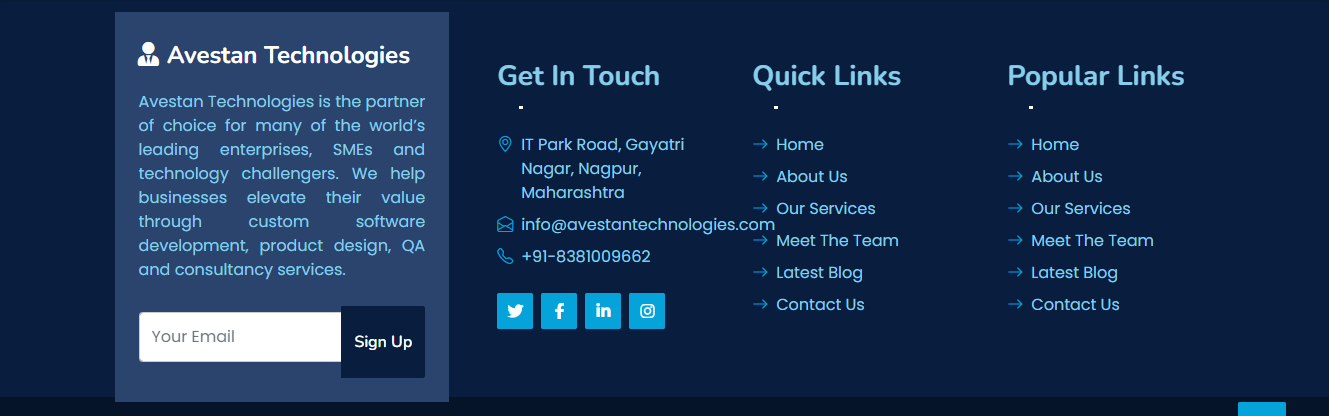 Avestan Technologies
Avestan Technologies is the partner
of choice for many of the world's
leading enterprises, SMEs and
technology challengers. We help
businesses elevate their value
through custom software
development, product design, QA
and consultancy services.
Your Email
Sign Up
Get In Touch
IT Park Road, Gayatri
Nagar, Nagpur,
Maharashtra
info@avestantechnologies.com
+91-8381009662
Quick Links
Home
About Us
Our Services
Meet The Team
Latest Blog
Contact Us
Popular Links
Home
About Us
Our Services
Meet The Team
Latest Blog
Contact Us